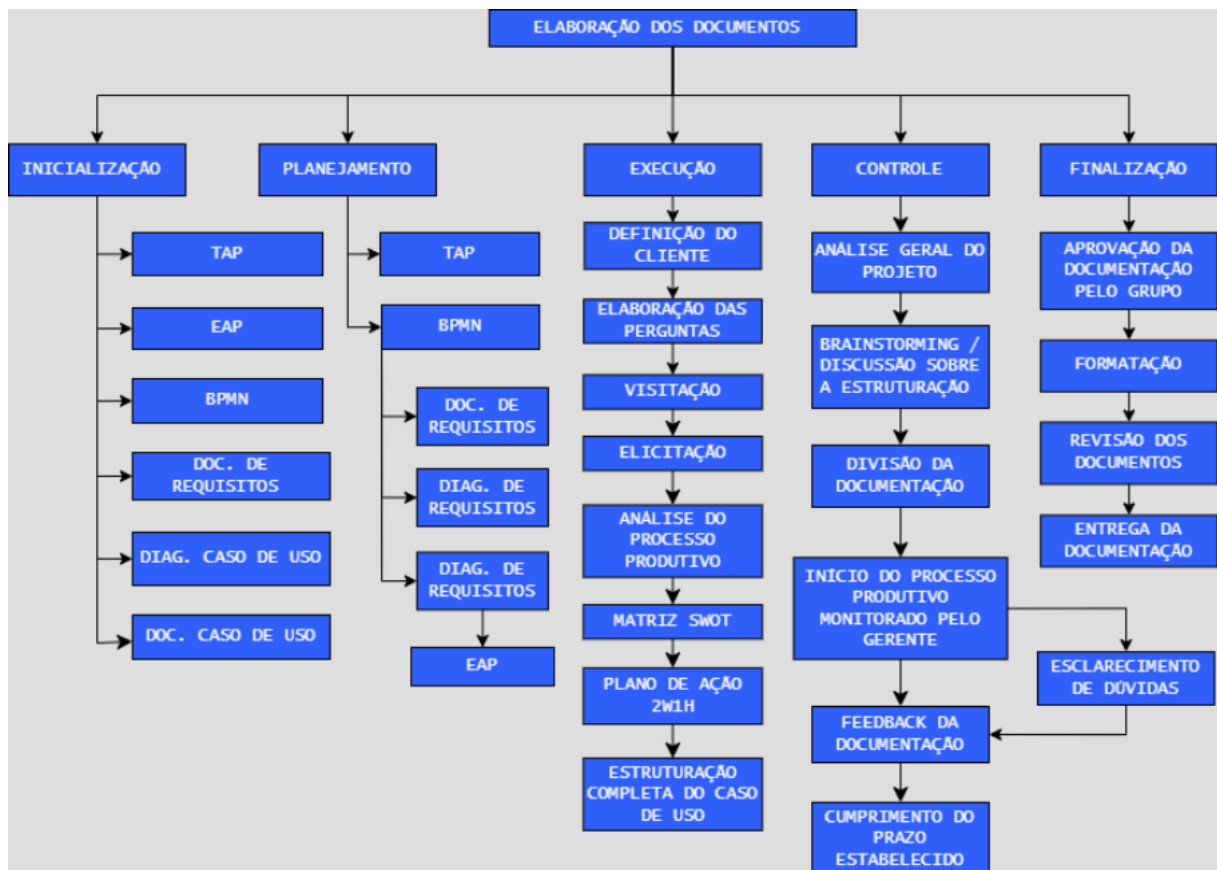 ELABORAÇÃO DOS DOCUMENTOS
INICIALIZAÇÃO
TAP
EAP
BPMN
DOC. DE
REQUISITOS
DIAG. CASO DE USO
DOC. CASO DE USO
PLANEJAMENTO
TAP
BPMN
DOC. DE
REQUISITOS
DIAG. DE
REQUISITOS
DIAG. DE
REQUISITOS
EAP
EXECUÇÃO
DEFINIÇÃO DO
CLIENTE
ELABORAÇÃO DAS
PERGUNTAS
VISITAÇÃO
ELICITAÇÃO
ANÁLISE DO
PROCESSO
PRODUTIVO
MATRIZ SWOT
PLANO DE AÇÃO
2W1H
ESTRUTURAÇÃO
COMPLETA DO CASO
DE USO
CONTROLE
ANÁLISE GERAL DO
PROJETO
BRAINSTORMING /
DISCUSSÃO SOBRE
A ESTRUTURAÇÃO
DIVISÃO DA
DOCUMENTAÇÃO
INÍCIO DO PROCESSO
PRODUTIVO
MONITORADO PELO
GERENTE
ESCLARECIMENTO
DE DÚVIDAS
FEEDBACK DA
DOCUMENTAÇÃO
CUMPRIMENTO DO
PRAZO
ESTABELECIDO
FINALIZAÇÃO
APROVAÇÃO DA
DOCUMENTAÇÃO
PELO GRUPO
FORMATAÇÃO
REVISÃO DOS
DOCUMENTOS
ENTREGA DA
DOCUMENTAÇÃO